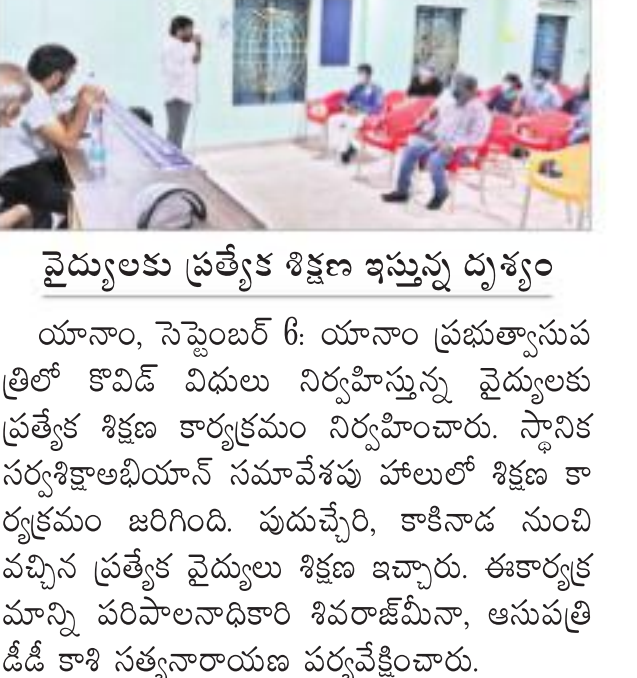 వైద్యులకు ప్రత్యేక శిక్షణ ఇస్తున్న దృశ్యం
యానాం, సెప్టెంబర్ 6: యానాం ప్రభుత్వాసుప
త్రిలో కొవిడ్ విధులు నిర్వహిస్తున్న వైద్యులకు
ప్రత్యేక శిక్షణ కార్యక్రమం నిర్వహించారు. స్థానిక
సర్వశిక్షాఅభియాన్ సమావేశపు హాలులో శిక్షణ కా
ర్యక్రమం జరిగింది. పుదుచ్చేరి, కాకినాడ నుంచి
వచ్చిన ప్రత్యేక వైద్యులు శిక్షణ ఇచ్చారు. ఈకార్యక్ర
మాన్ని పరిపాలనాధికారి శివరాజ్‌మీనా, ఆసుపత్రి
డీడీ కాశి సత్యనారాయణ పర్యవేక్షించారు.